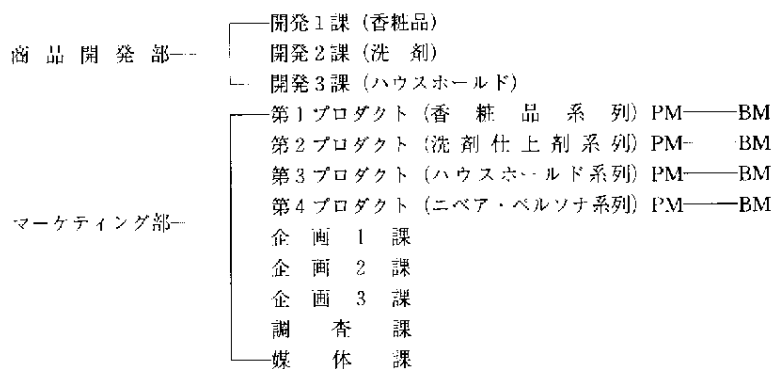 開発1課(香粧品)
商品開発部 開発2課(洗 剤)
開発3課(ハウスホールド)
第1プロダクト(香粧品系列)PM―BM
第2プロダクト(洗剤仕上剤系列)PM―BM
第3プロダクト(ハウスホールド系列)PM―BM
第4プロダクト(ニベア・ペルソナ系列)PM―BM
マーケティング部
企画1課
企画2課
企画3課
調査課
媒体課